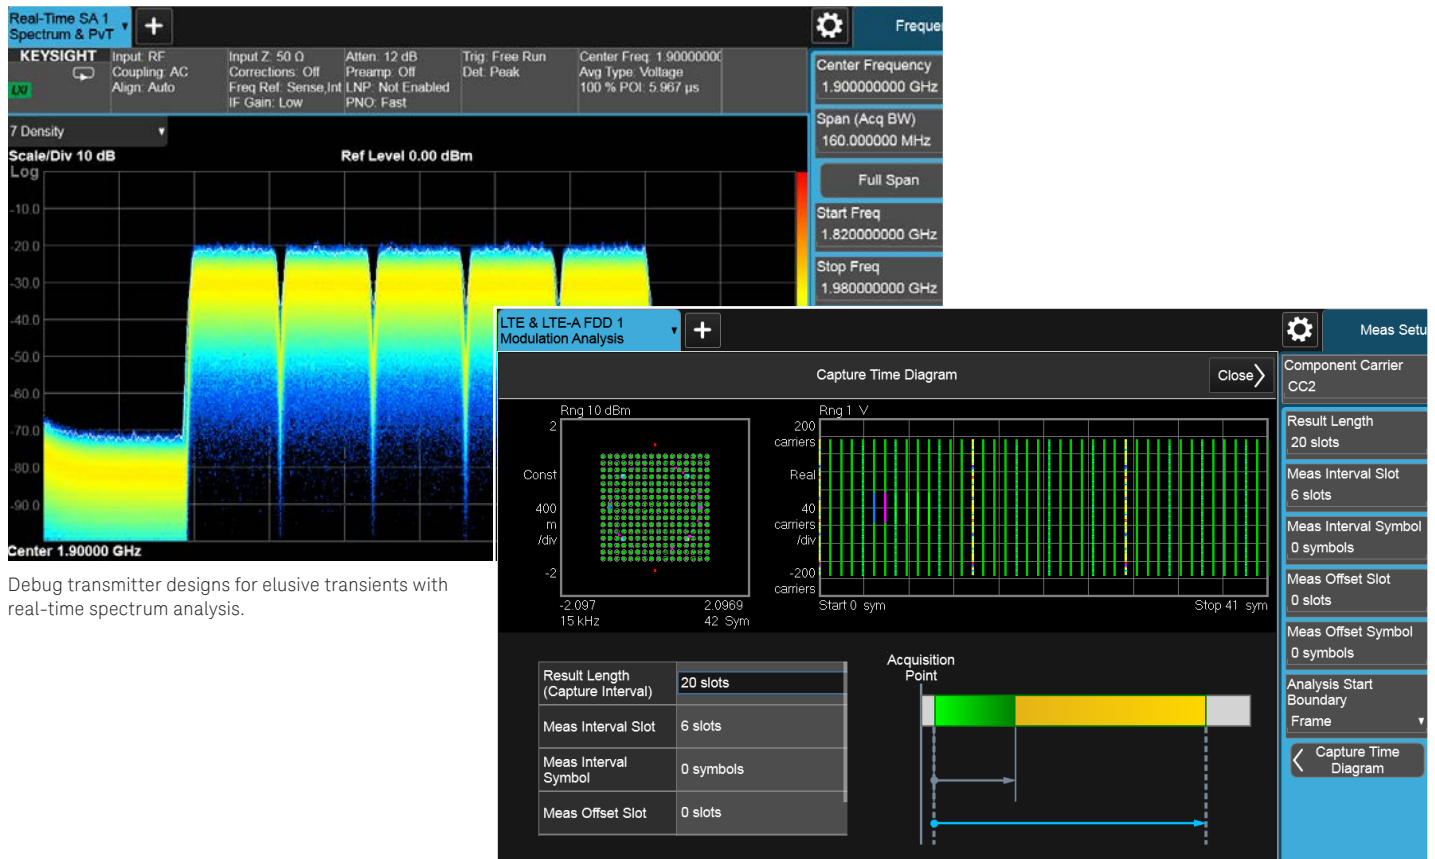 Real-Time SA 1
Spectrum & PvT
KEYSIGHT
LXI
Input: RF
Coupling: AC
Align: Auto
Input Z: 50 Ω
Corrections: Off
Freq Ref: Sense,Int
IF Gain: Low
Atten: 12 dB
Preamp: Off
LNP: Not Enabled
PNO: Fast
Trig: Free Run
Det: Peak
Center Freq: 1.90000000
Avg Type: Voltage
100 % POI: 5.967 µs
7 Density
Scale/Div 10 dB
Ref Level 0.00 dBm
Log
-10.0
-20.0
-30.0
-40.0
-50.0
-60.0
-70.0
-80.0
-90.0
Center 1.90000 GHz
Freque
Center Frequency
1.900000000 GHz
Span (Acq BW)
160.000000 MHz
Full Span
Start Freq
1.820000000 GHz
Stop Freq
1.980000000 GHz
Debug transmitter designs for elusive transients with
real-time spectrum analysis.
LTE & LTE-A FDD 1
Modulation Analysis
Capture Time Diagram
Close
Rng 10 dBm
2
Const
400
m
/div
-2
-2.097
2.0969
15 kHz
42 Sym
Rng 1 V
200
carriers
Real
40
carriers
/div
-200
carriers
Start 0 sym
Stop 41 sym
Result Length
(Capture Interval)
20 slots
Meas Interval Slot
6 slots
Meas Interval
Symbol
0 symbols
Meas Offset Slot
0 slots
Acquisition
Point
Meas Setu
Component Carrier
CC2
Result Length
20 slots
Meas Interval Slot
6 slots
Meas Interval Symbol
0 symbols
Meas Offset Slot
0 slots
Meas Offset Symbol
0 symbols
Analysis Start
Boundary
Frame
Capture Time
Diagram